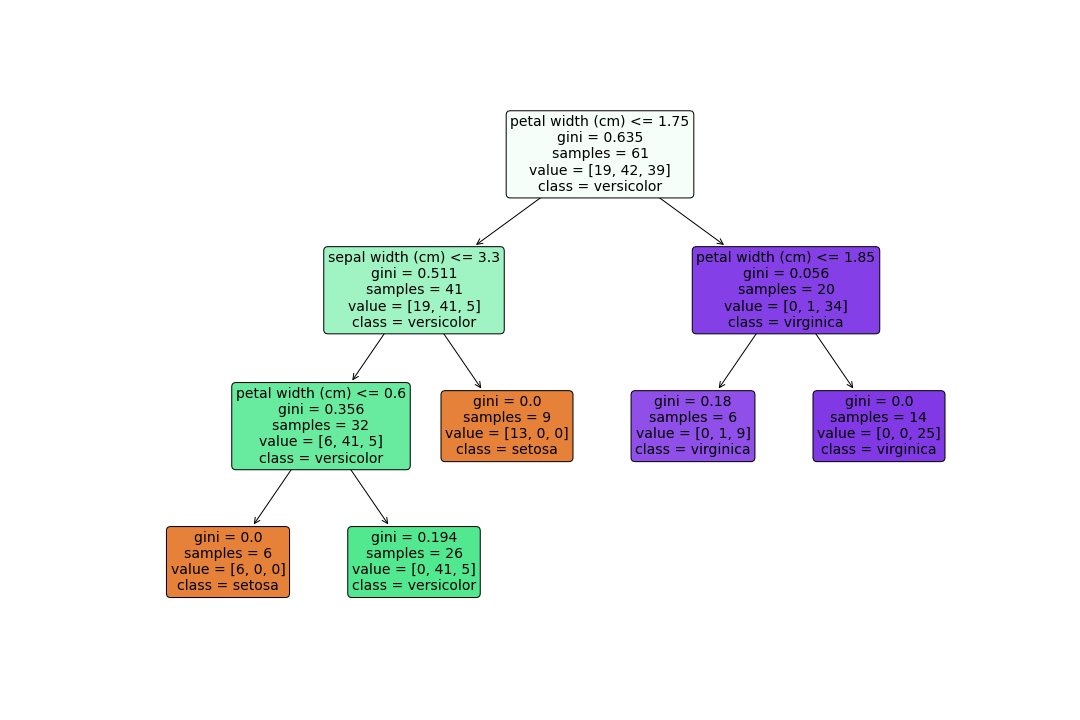 petal width (cm) <= 1.75
gini = 0.635
samples = 61
value = [19, 42, 39]
class = versicolor
sepal width (cm) <= 3.3
gini = 0.511
samples = 41
value = [19, 41, 5]
class = versicolor
petal width (cm) <= 1.85
gini = 0.056
samples = 20
value = [0, 1, 34]
class = virginica
petal width (cm) <= 0.6
gini = 0.356
samples = 32
value = [6, 41, 5]
class = versicolor
gini = 0.0
samples = 9
value = [13, 0, 0]
class = setosa
gini = 0.18
samples = 6
value = [0, 1, 9]
class = virginica
gini = 0.0
samples = 14
value = [0, 0, 25]
class = virginica
gini = 0.0
samples = 6
value = [6, 0, 0]
class = setosa
gini = 0.194
samples = 26
value = [0, 41, 5]
class = versicolor